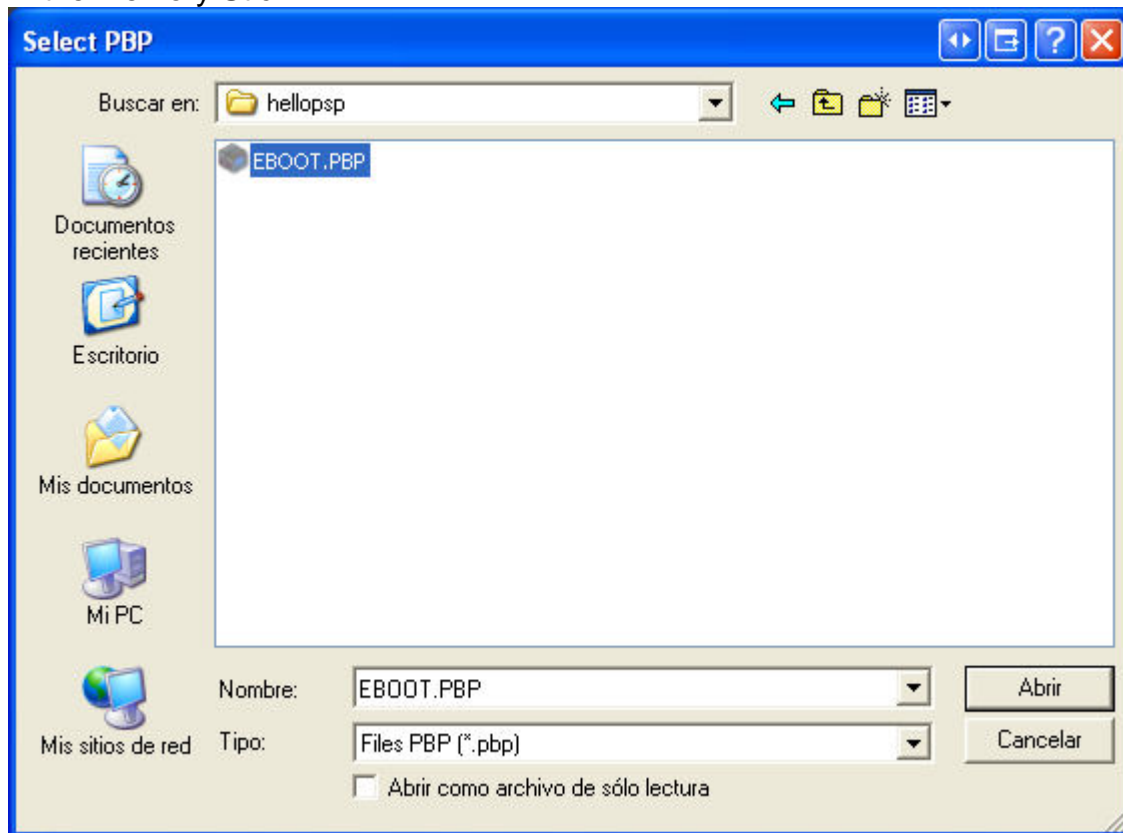 Select PBP
Buscar en: hellopsp
EBOOT.PBP
Documentos
recientes
Escritorio
Mis documentos
Mi PC
Mis sitios de red
Nombre: EBOOT.PBP
Abrir
Tipo: Files PBP (*.pbp)
Cancelar
Abrir como archivo de sólo lectura